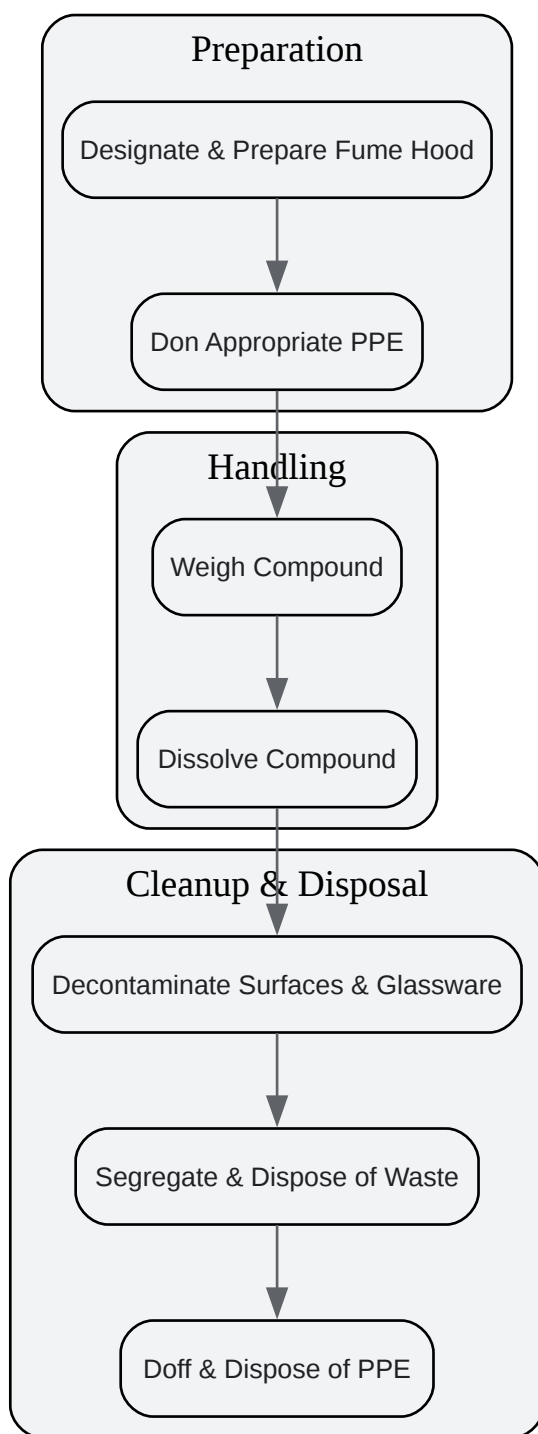 Preparation
Designate & Prepare Fume Hood
Don Appropriate PPE
Handling
Weigh Compound
Dissolve Compound
Cleanup & Disposal
Decontaminate Surfaces & Glassware
Segregate & Dispose of Waste
Doff & Dispose of PPE